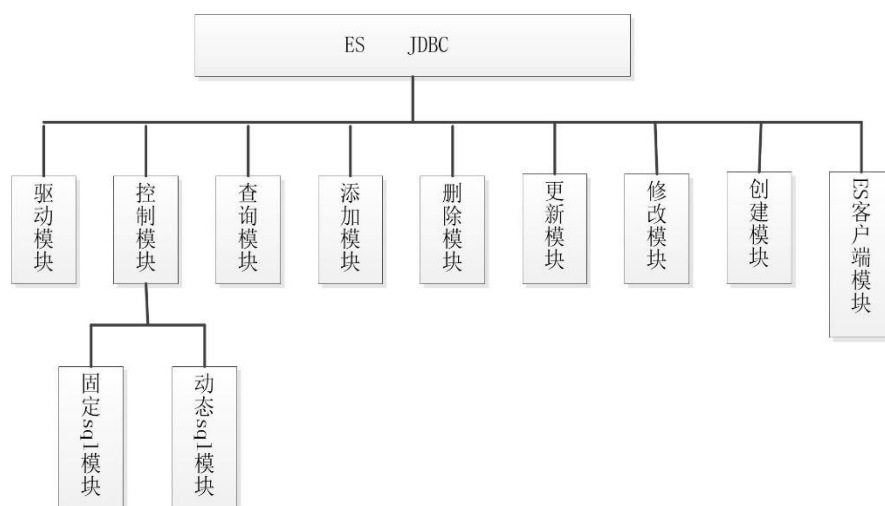 ES JDBC
驱动模块
控制模块
查询模块
添加模块
删除模块
更新模块
修改模块
创建模块
ES客户端模块
固定sql模块
动态sql模块